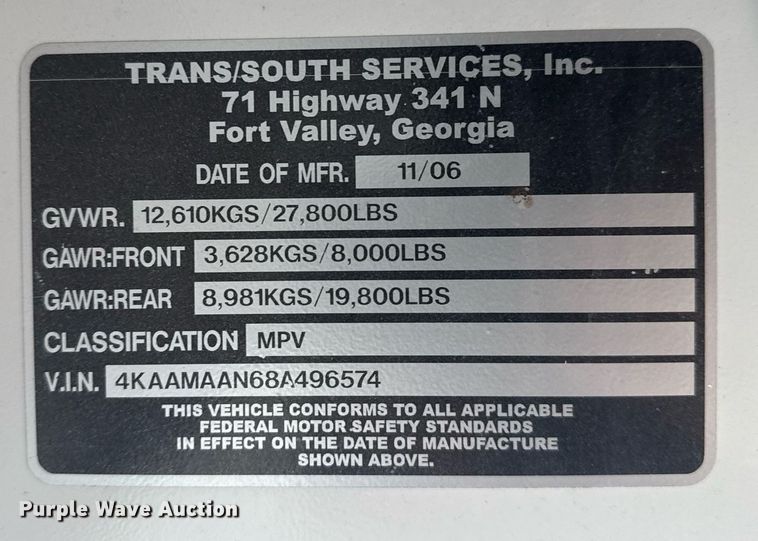 TRANS/SOUTH SERVICES, Inc.
71 Highway 341 N
Fort Valley, Georgia
DATE OF MFR. 11/06
GVWR. 12,610KGS/27,800LBS
GAWR:FRONT 3,628KGS/8,000LBS
GAWR:REAR 8,981KGS/19,800LBS
CLASSIFICATION MPV
V.I.N. 4KAAMAAN68A496574
THIS VEHICLE CONFORMS TO ALL APPLICABLE
FEDERAL MOTOR SAFETY STANDARDS
IN EFFECT ON THE DATE OF MANUFACTURE
SHOWN ABOVE.
Purple Wave Auction